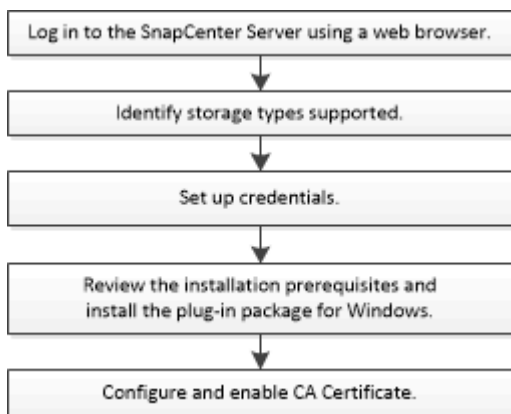 Log in to the SnapCenter Server using a web browser.
Identify storage types supported.
Set up credentials.
Review the installation prerequisites and
install the plug-in package for Windows.
Configure and enable CA Certificate.